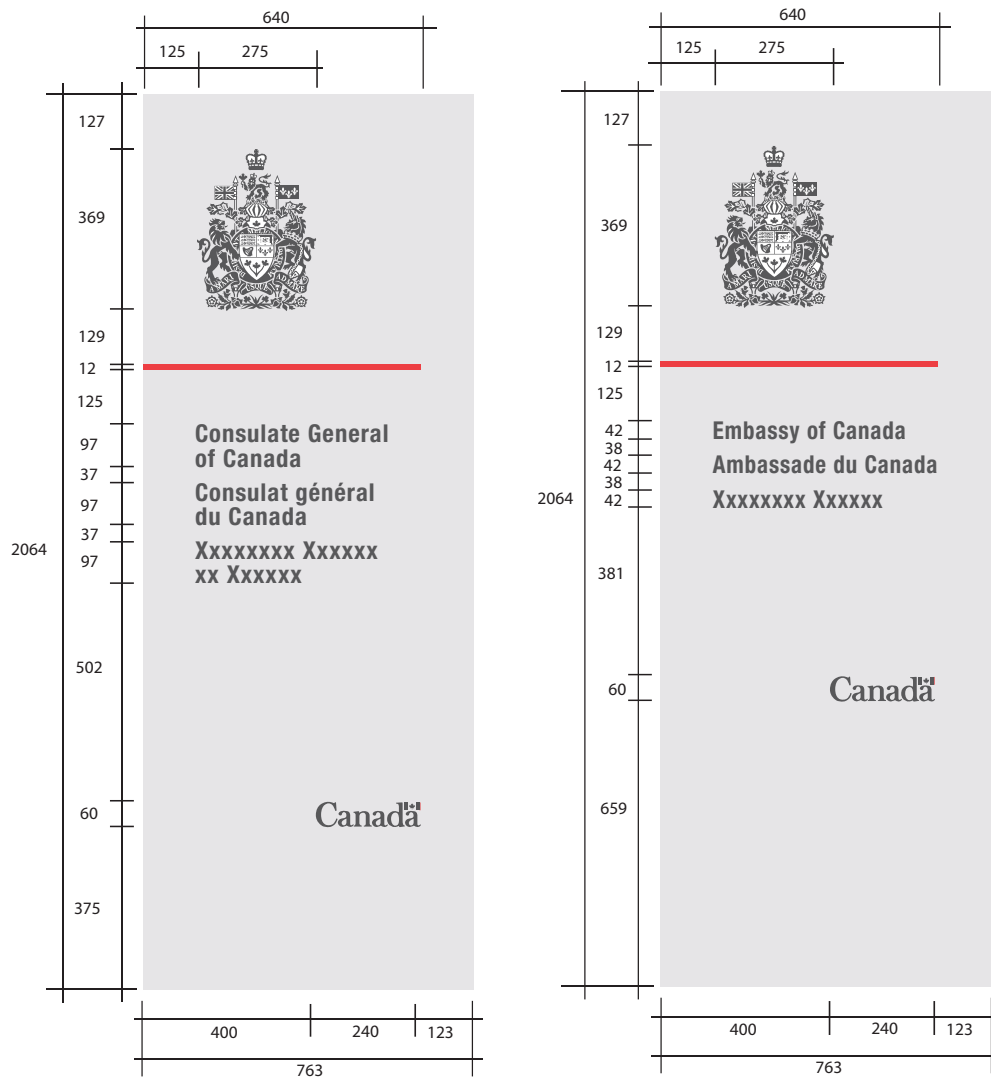 640
125 275
127
369
129
12
125
97
37
97
37
97
2064
502
60
375
Consulate General
of Canada
Consulat général
du Canada
Xxxxxxxx Xxxxxx
xx Xxxxxx
Canada
400 240 123
763
640
125 275
127
369
129
12
125
42
38
42
38
42
2064
381
60
659
Embassy of Canada
Ambassade du Canada
Xxxxxxxx Xxxxxx
Canada
400 240 123
763